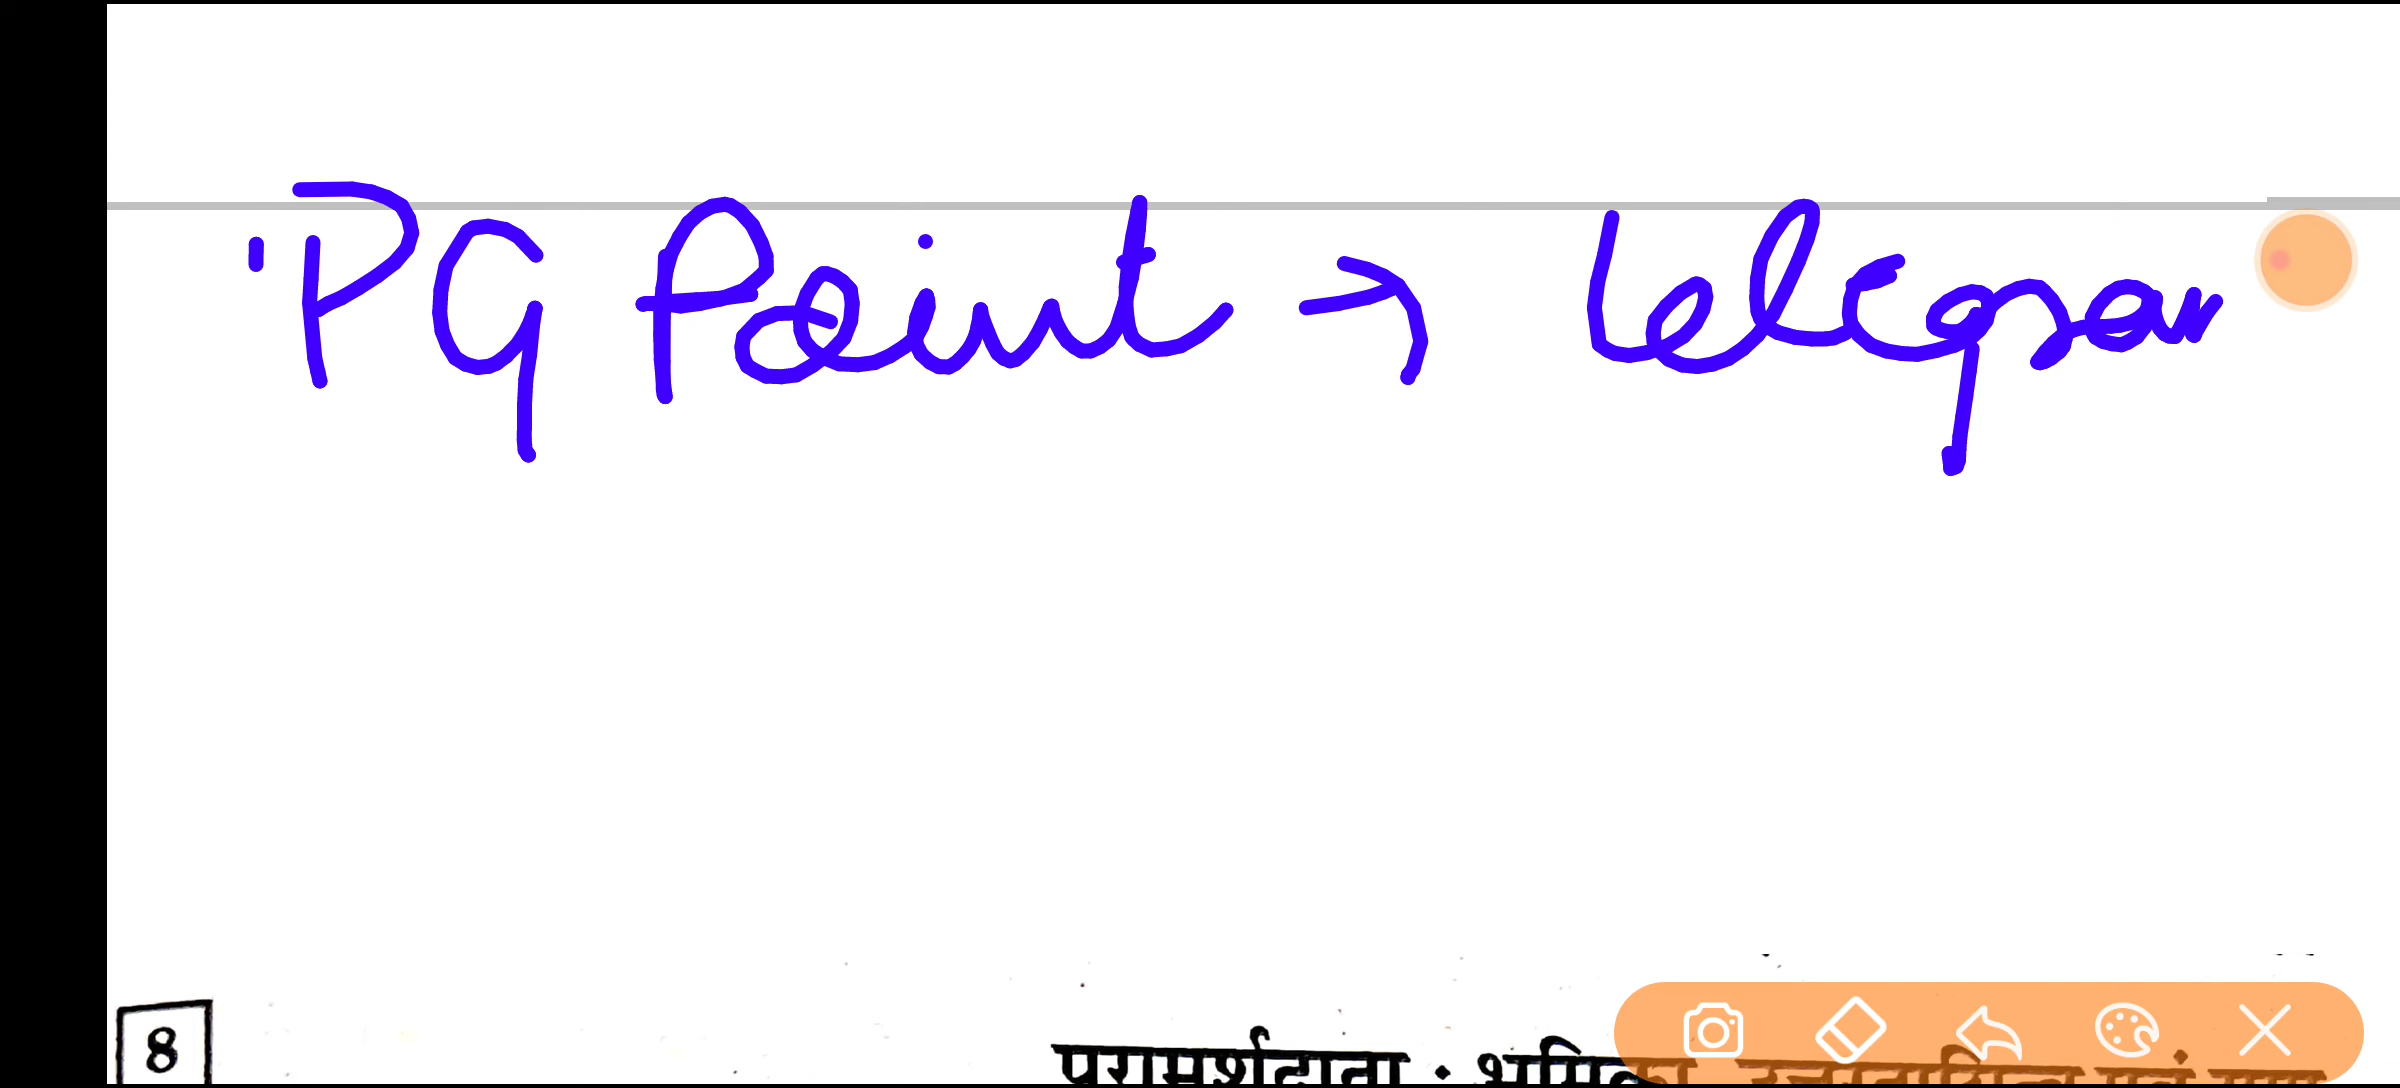 PG Point → Telegram
8
परामर्शदाता : भूमिका,